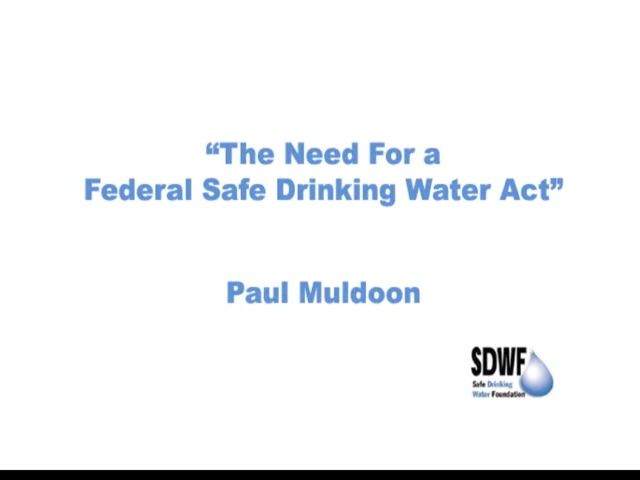 “The Need For a
Federal Safe Drinking Water Act”
Paul Muldoon
SDWF
Safe Drinking
Water Foundation